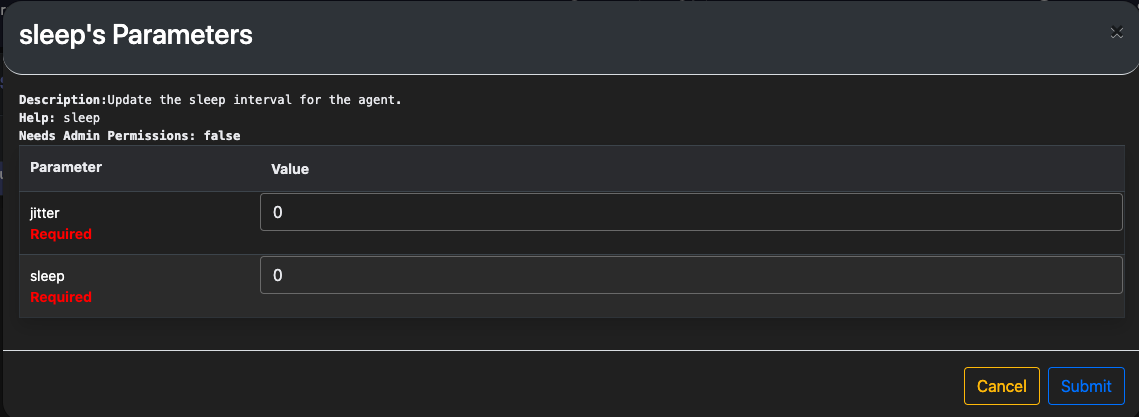 sleep's Parameters
×
Description:Update the sleep interval for the agent.
Help: sleep
Needs Admin Permissions: false
Parameter Value
jitter 0
Required
sleep 0
Required
Cancel Submit